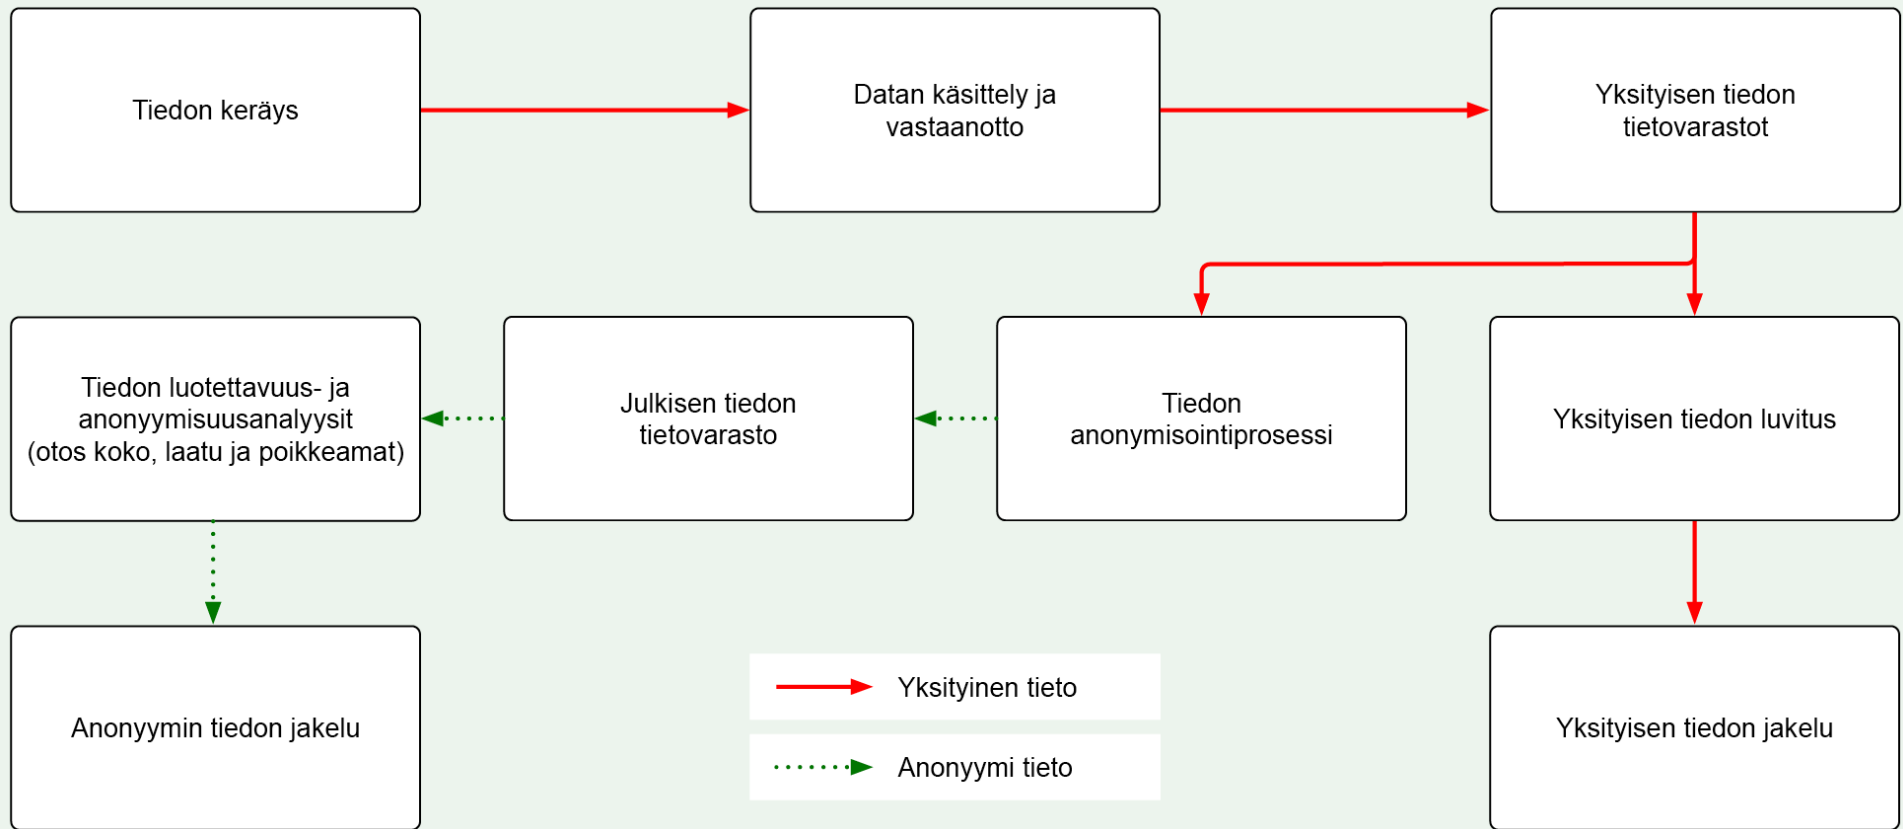 Tiedon keräys
Datan käsittely ja
vastaanotto
Yksityisen tiedon
tietovarastot
Tiedon luotettavuus- ja
anonyymisuusanalyysit
(otos koko, laatu ja poikkeamat)
Julkisen tiedon
tietovarasto
Tiedon
anonymisointiprosessi
Yksityisen tiedon luvitus
Anonyymin tiedon jakelu
Yksityinen tieto
Anonyymi tieto
Yksityisen tiedon jakelu